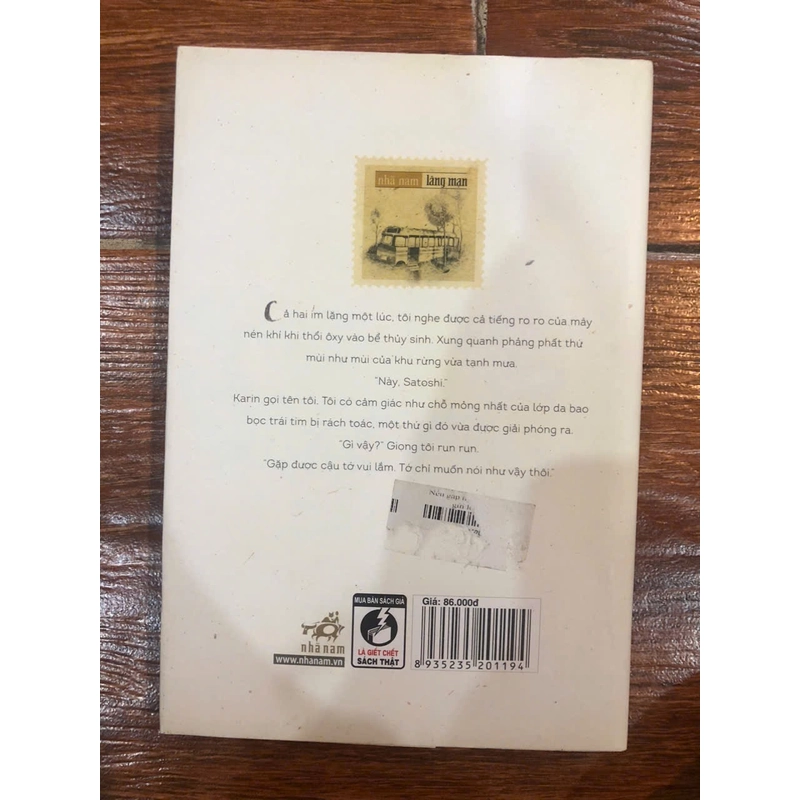 nhã nam lãng mạn
Cả hai im lặng một lúc, tôi nghe được cả tiếng ro ro của máy
nén khí khi thổi ôxy vào bể thủy sinh. Xung quanh phảng phất thứ
mùi như mùi của khu rừng vừa tạnh mưa.
"Này, Satoshi."
Karin gọi tên tôi. Tôi có cảm giác như chỗ mỏng nhất của lớp da bao
bọc trái tim bị rách toác, một thứ gì đó vừa được giải phóng ra.
"Gì vậy?" Giọng tôi run run.
"Gặp được cậu tớ vui lắm. Tớ chỉ muốn nói như vậy thôi."
Nếu gặp
nhã nam
www.nhanam.vn
MUA BÁN SÁCH GIẢ
LÀ GIẾT CHẾT
SÁCH THẬT
Giá: 86.000đ
8 935235 201194